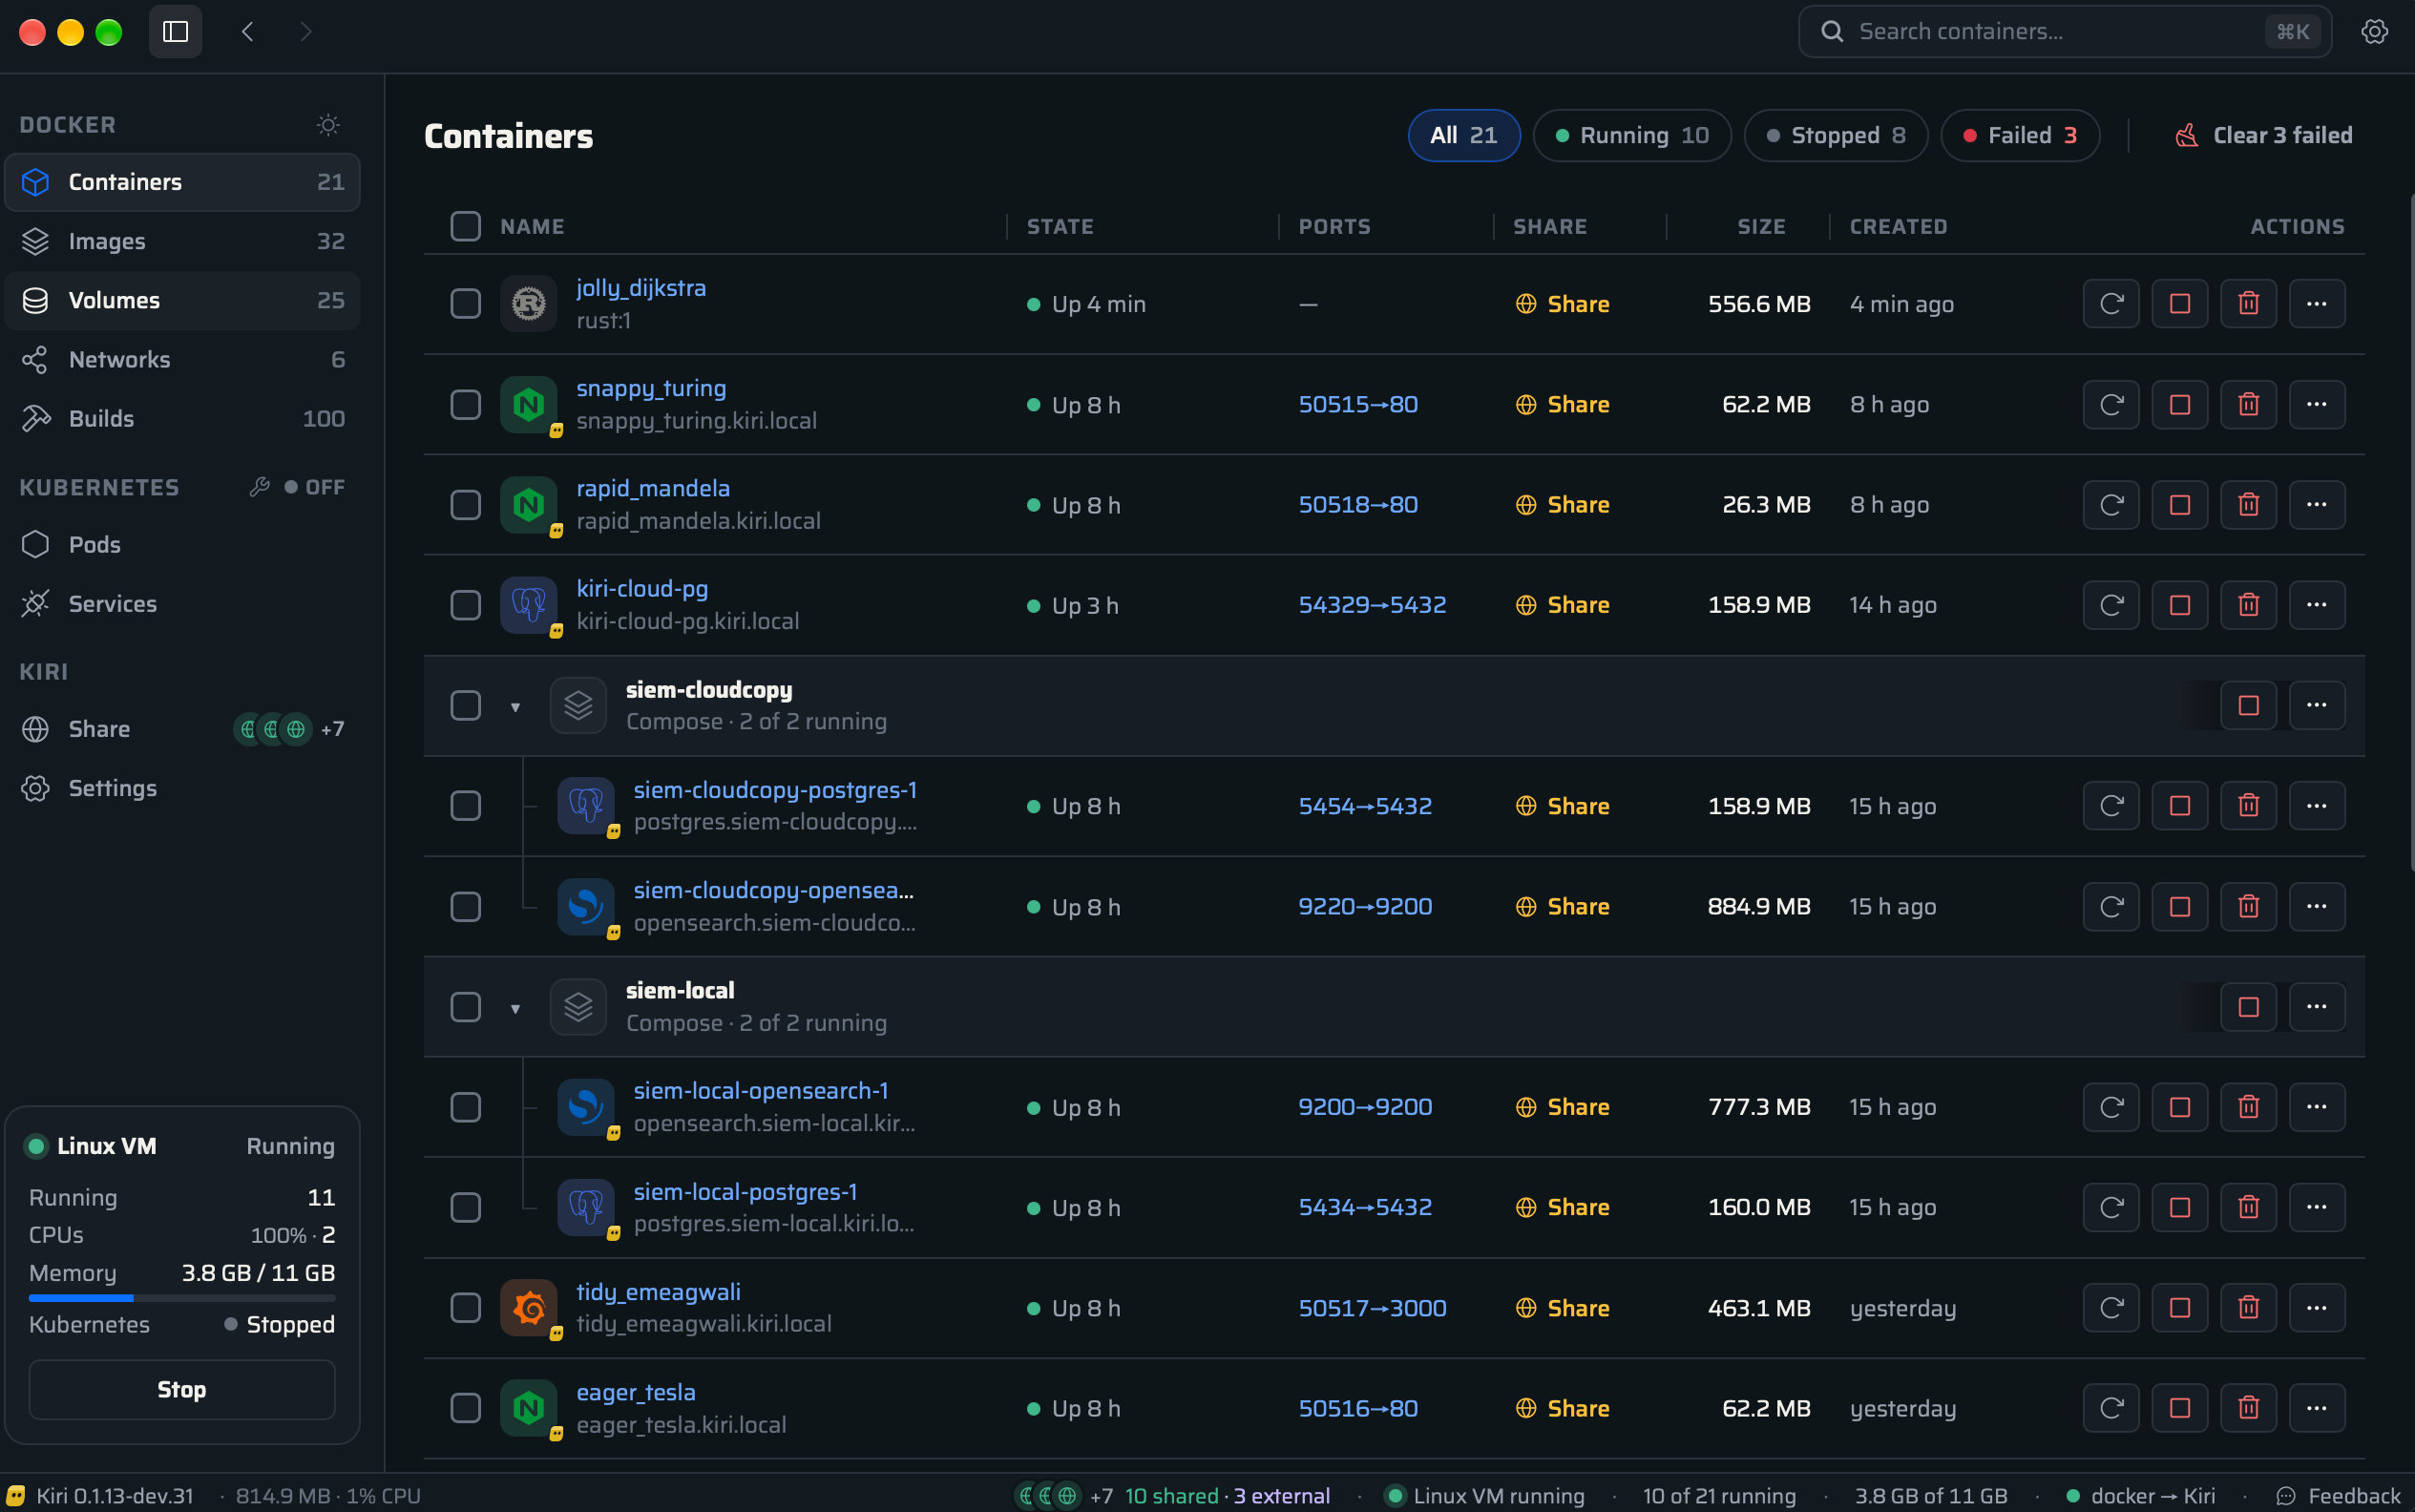 Search containers... ⌘K
DOCKER
Containers 21
Images 32
Volumes 25
Networks 6
Builds 100
KUBERNETES OFF
Pods
Services
KIRI
Share +7
Settings
Linux VM Running
Running 11
CPUs 100% · 2
Memory 3.8 GB / 11 GB
Kubernetes Stopped
Stop
Containers
All 21 Running 10 Stopped 8 Failed 3 Clear 3 failed
NAME STATE PORTS SHARE SIZE CREATED ACTIONS
jolly_dijkstra
rust:1
Up 4 min — Share 556.6 MB 4 min ago
snappy_turing
snappy_turing.kiri.local
Up 8 h 50515→80 Share 62.2 MB 8 h ago
rapid_mandela
rapid_mandela.kiri.local
Up 8 h 50518→80 Share 26.3 MB 8 h ago
kiri-cloud-pg
kiri-cloud-pg.kiri.local
Up 3 h 54329→5432 Share 158.9 MB 14 h ago
siem-cloudcopy
Compose · 2 of 2 running
siem-cloudcopy-postgres-1
postgres.siem-cloudcopy....
Up 8 h 5454→5432 Share 158.9 MB 15 h ago
siem-cloudcopy-opensea...
opensearch.siem-cloudco...
Up 8 h 9220→9200 Share 884.9 MB 15 h ago
siem-local
Compose · 2 of 2 running
siem-local-opensearch-1
opensearch.siem-local.kir...
Up 8 h 9200→9200 Share 777.3 MB 15 h ago
siem-local-postgres-1
postgres.siem-local.kiri.lo...
Up 8 h 5434→5432 Share 160.0 MB 15 h ago
tidy_emeagwali
tidy_emeagwali.kiri.local
Up 8 h 50517→3000 Share 463.1 MB yesterday
eager_tesla
eager_tesla.kiri.local
Up 8 h 50516→80 Share 62.2 MB yesterday
Kiri 0.1.13-dev.31 · 814.9 MB · 1% CPU +7 10 shared · 3 external · Linux VM running · 10 of 21 running · 3.8 GB of 11 GB · docker → Kiri · Feedback